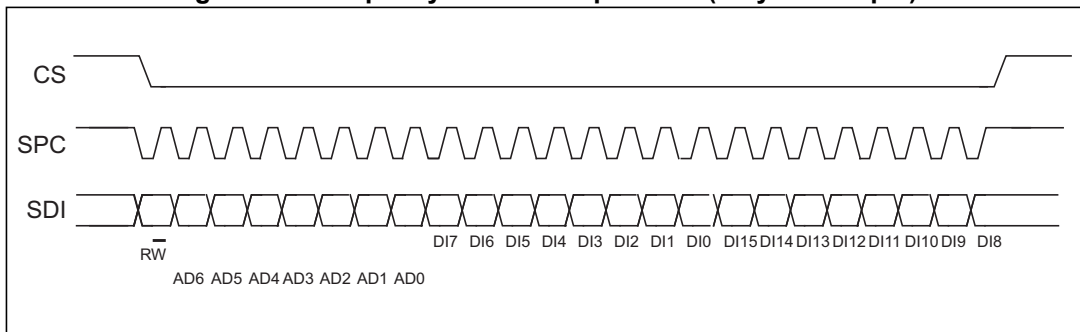 CS
SPC
SDI
RW
DI7 DI6 DI5 DI4 DI3 DI2 DI1 DI0 DI15 DI14 DI13 DI12 DI11 DI10 DI9 DI8
AD6 AD5 AD4 AD3 AD2 AD1 AD0